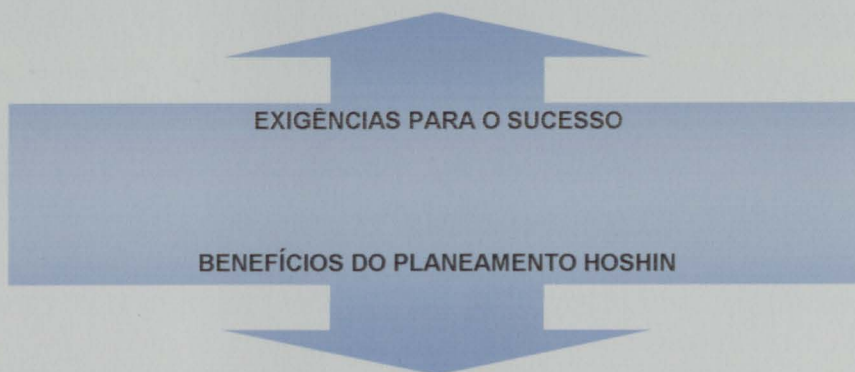 EXIGÊNCIAS PARA O SUCESSO
BENEFÍCIOS DO PLANEAMENTO HOSHIN